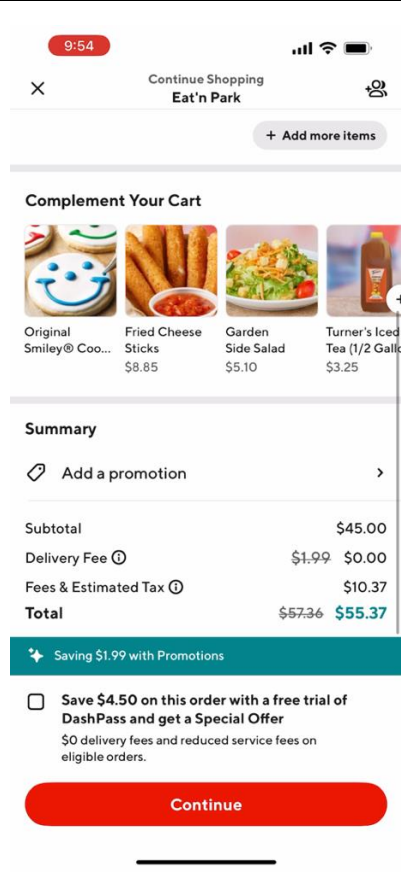 9:54
Continue Shopping
Eat'n Park
+ Add more items
Complement Your Cart
Original
Smiley® Coo...
Fried Cheese
Sticks
$8.85
Garden
Side Salad
$5.10
Turner's Iced
Tea (1/2 Gall
$3.25
Summary
Add a promotion
Subtotal $45.00
Delivery Fee $1.99 $0.00
Fees & Estimated Tax $10.37
Total $57.36 $55.37
Saving $1.99 with Promotions
Save $4.50 on this order with a free trial of
DashPass and get a Special Offer
$0 delivery fees and reduced service fees on
eligible orders.
Continue